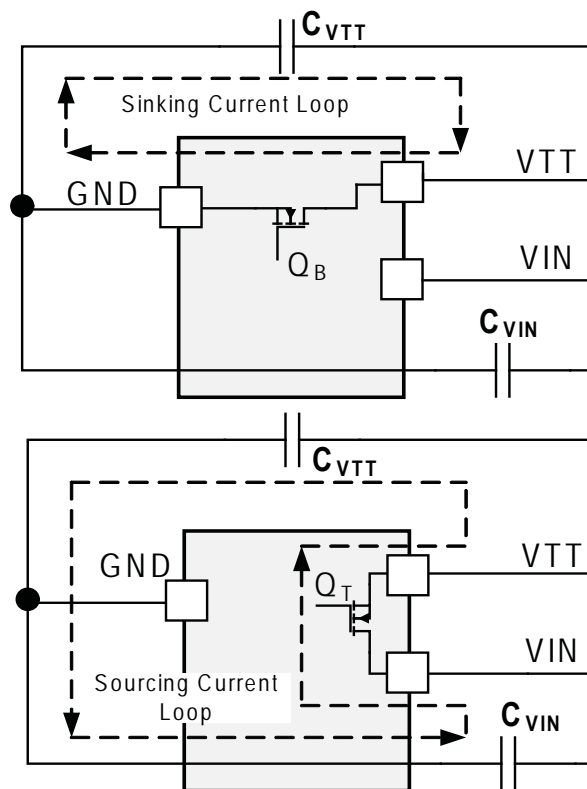 CVTT
Sinking Current Loop
GND
VTT
QB
VIN
CVIN
CVTT
GND
VTT
QT
VIN
Sourcing Current
Loop
CVIN